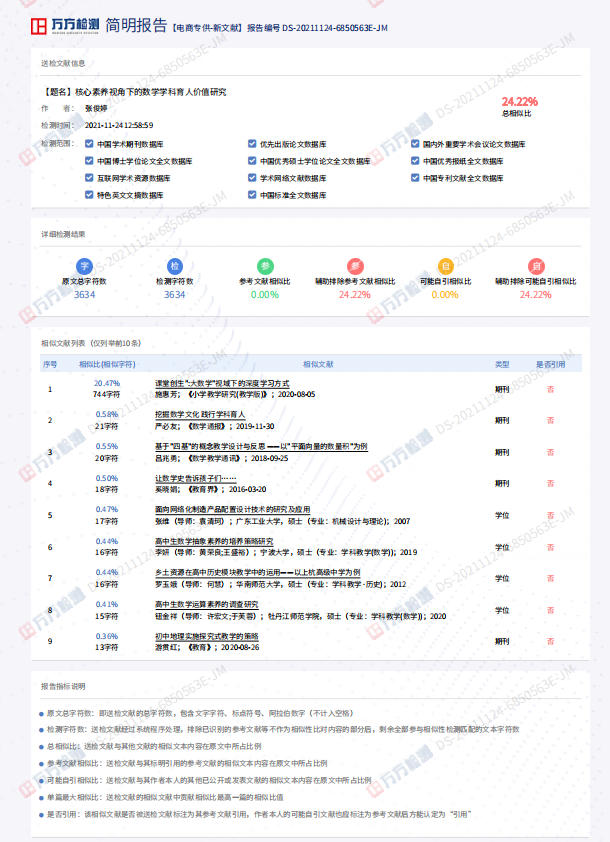 万方检测 简明报告【电商专供-新文献】报告编号 DS-20211124-6850563E-JM
送检文献信息
【题名】核心素养视角下的数学学科育人价值研究
作 者: 张俊婷
检测时间: 2021-11-24 12:58:59
24.22%
总相似比
检测范围: 中国学术期刊数据库 优先出版论文数据库 国内外重要学术会议论文数据库
中国博士学位论文全文数据库 中国优秀硕士学位论文全文数据库 中国优秀报纸全文数据库
互联网学术资源数据库 学术网络文献数据库 中国专利文献全文数据库
特色英文文摘数据库 中国标准全文数据库
详细检测结果
字 检 参 参 自 自
原文总字符数 检测字符数 参考文献相似比 辅助排除参考文献相似比 可能自引相似比 辅助排除可能自引相似比
3634 3634 0.00% 24.22% 0.00% 24.22%
相似文献列表（仅列举前10条）
序号 相似比(相似字符) 相似文献 类型 是否引用
1 20.47% 课堂创生“·大数学”视域下的深度学习方式 期刊 否
744字符 施惠芳；《小学教学研究(教学版)》；2020-08-05
2 0.58% 挖掘数学文化 践行学科育人 期刊 否
21字符 严必友；《数学通报》；2019-11-30
3 0.55% 基于“四基”的概念教学设计与反思 ——以“平面向量的数量积”为例 期刊 否
20字符 吕兆勇；《数学教学通讯》；2018-09-25
4 0.50% 让数学史告诉孩子们…… 期刊 否
18字符 奚晓娟；《教育界》；2016-03-20
5 0.47% 面向网络化制造产品配置设计技术的研究及应用 学位 否
17字符 张维（导师：袁清珂）；广东工业大学，硕士（专业：机械设计与理论)；2007
6 0.44% 高中生数学抽象素养的培养策略研究 学位 否
16字符 李妍（导师：黄荣良;王盛裕）；宁波大学，硕士（专业：学科教学(数学))；2019
7 0.44% 乡土资源在高中历史模块教学中的运用——以上杭高级中学为例 学位 否
16字符 罗玉娥（导师：何慧）；华南师范大学，硕士（专业：学科教学·历史)；2012
8 0.41% 高中生数学运算素养的调查研究 学位 否
15字符 钮金祥（导师：许宏文;于芙蓉）；牡丹江师范学院，硕士（专业：学科教学(数学))；2020
9 0.36% 初中地理实施探究式教学的策略 期刊 否
13字符 游贯红；《教育》；2020-08-26
报告指标说明
原文总字符数：即送检文献的总字符数，包含文字字符、标点符号、阿拉伯数字（不计入空格）
检测字符数：送检文献经过系统程序处理，排除已识别的参考文献等不作为相似性比对内容的部分后，剩余全部参与相似性检测匹配的文本字符数
总相似比：送检文献与其他文献的相似文本内容在原文中所占比例
参考文献相似比：送检文献与其标明引用的参考文献的相似文本内容在原文中所占比例
可能自引相似比：送检文献与其作者本人的其他已公开或发表文献的相似文本内容在原文中所占比例
单篇最大相似比：送检文献的相似文献中贡献相似比最高一篇的相似比值
是否引用：该相似文献是否被送检文献标注为其参考文献引用，作者本人的可能自引文献也应标注为参考文献后方能认定为“引用”